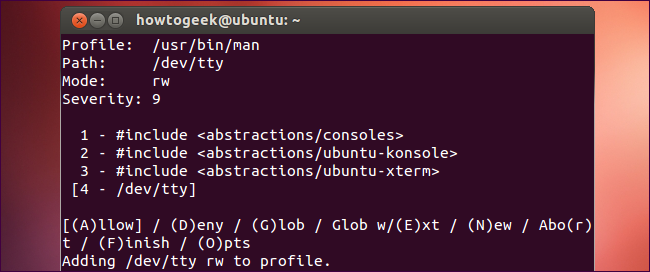 howtogeek@ubuntu: ~
Profile:  /usr/bin/man
Path:     /dev/tty
Mode:     rw
Severity: 9
  1 - #include <abstractions/consoles>
  2 - #include <abstractions/ubuntu-konsole>
  3 - #include <abstractions/ubuntu-xterm>
 [4 - /dev/tty]
[(A)llow] / (D)eny / (G)lob / Glob w/(E)xt / (N)ew / Abo(r)
t / (F)inish / (O)pts
Adding /dev/tty rw to profile.